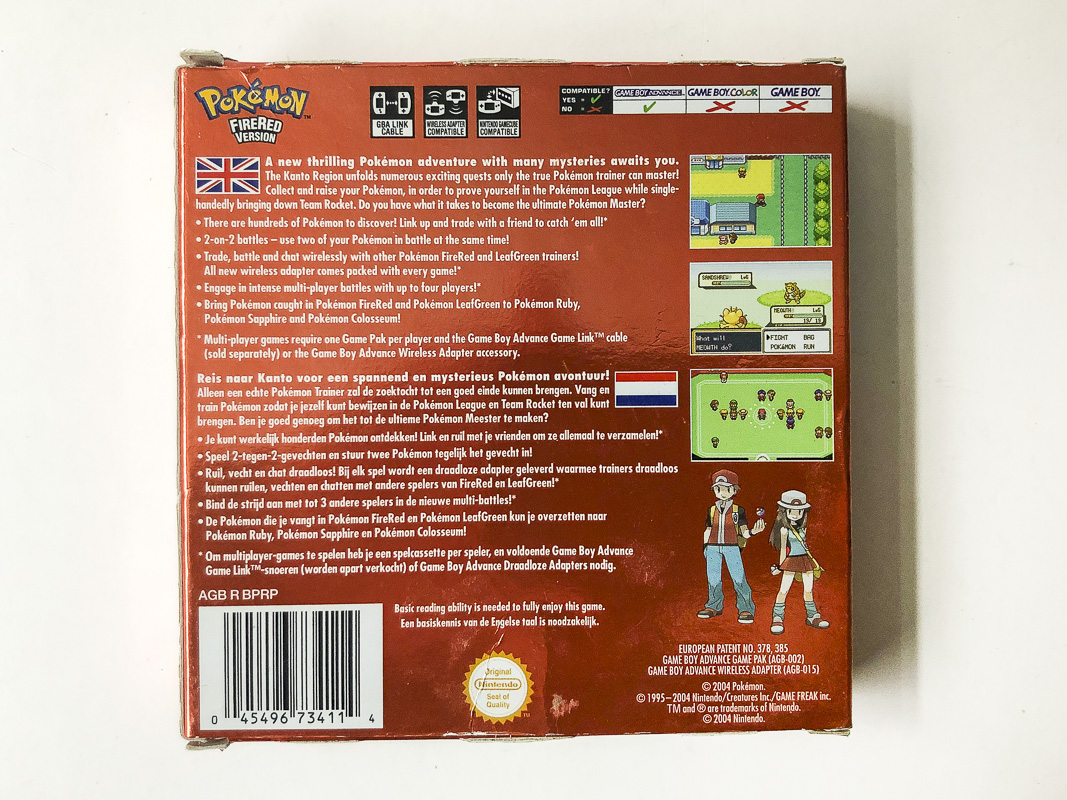 POKéMON™
FIRERED
VERSION
GBA LINK
CABLE
WIRELESS ADAPTER
COMPATIBLE
NINTENDO GAMECUBE
COMPATIBLE
COMPATIBLE?
YES =
NO =
GAME BOY ADVANCE
GAME BOY COLOR
GAME BOY
A new thrilling Pokémon adventure with many mysteries awaits you.
The Kanto Region unfolds numerous exciting quests only the true Pokémon trainer can master!
Collect and raise your Pokémon, in order to prove yourself in the Pokémon League while single-
handedly bringing down Team Rocket. Do you have what it takes to become the ultimate Pokémon Master?
• There are hundreds of Pokémon to discover! Link up and trade with a friend to catch 'em all!*
• 2-on-2 battles – use two of your Pokémon in battle at the same time!
• Trade, battle and chat wirelessly with other Pokémon FireRed and LeafGreen trainers!
All new wireless adapter comes packed with every game!*
• Engage in intense multi-player battles with up to four players!*
• Bring Pokémon caught in Pokémon FireRed and Pokémon LeafGreen to Pokémon Ruby,
Pokémon Sapphire and Pokémon Colosseum!
* Multi-player games require one Game Pak per player and the Game Boy Advance Game Link™ cable
(sold separately) or the Game Boy Advance Wireless Adapter accessory.
SANDSHREW Lv6
MEOWTH Lv6
19/ 19
What will
MEOWTH do?
▶FIGHT BAG
POKéMON RUN
Reis naar Kanto voor een spannend en mysterieus Pokémon avontuur!
Alleen een echte Pokémon Trainer zal de zoektocht tot een goed einde kunnen brengen. Vang en
train Pokémon zodat je jezelf kunt bewijzen in de Pokémon League en Team Rocket ten val kunt
brengen. Ben je goed genoeg om het tot de ultieme Pokémon Meester te maken?
• Je kunt werkelijk honderden Pokémon ontdekken! Link en ruil met je vrienden om ze allemaal te verzamelen!*
• Speel 2-tegen-2-gevechten en stuur twee Pokémon tegelijk het gevecht in!
• Ruil, vecht en chat draadloos! Bij elk spel wordt een draadloze adapter geleverd waarmee trainers draadloos
kunnen ruilen, vechten en chatten met andere spelers van FireRed en LeafGreen!*
• Bind de strijd aan met tot 3 andere spelers in de nieuwe multi-battles!*
• De Pokémon die je vangt in Pokémon FireRed en Pokémon LeafGreen kun je overzetten naar
Pokémon Ruby, Pokémon Sapphire en Pokémon Colosseum!
* Om multiplayer-games te spelen heb je een spelcassette per speler, en voldoende Game Boy Advance
Game Link™-snoeren (worden apart verkocht) of Game Boy Advance Draadloze Adapters nodig.
AGB R BPRP
Basic reading ability is needed to fully enjoy this game.
Een basiskennis van de Engelse taal is noodzakelijk.
0 45496 73411 4
Original
Nintendo
Seal of
Quality
TM
EUROPEAN PATENT NO. 378, 385
GAME BOY ADVANCE GAME PAK (AGB-002)
GAME BOY ADVANCE WIRELESS ADAPTER (AGB-015)
© 2004 Pokémon.
© 1995–2004 Nintendo/Creatures Inc./GAME FREAK inc.
TM and ® are trademarks of Nintendo.
© 2004 Nintendo.